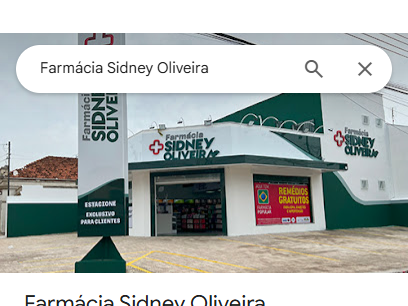 Farmácia Sidney Oliveira
Farmácia
SIDNEY
OLIVEIRA
Farmácia
SIDNEY
OLIVEIRA
Farmácia
SIDNEY
OLIVEIRA
ESTACIONE
EXCLUSIVO
PARA CLIENTES
FARMÁCIA
POPULAR
REMÉDIOS
GRATUITOS
Farmácia Sidney Oliveira